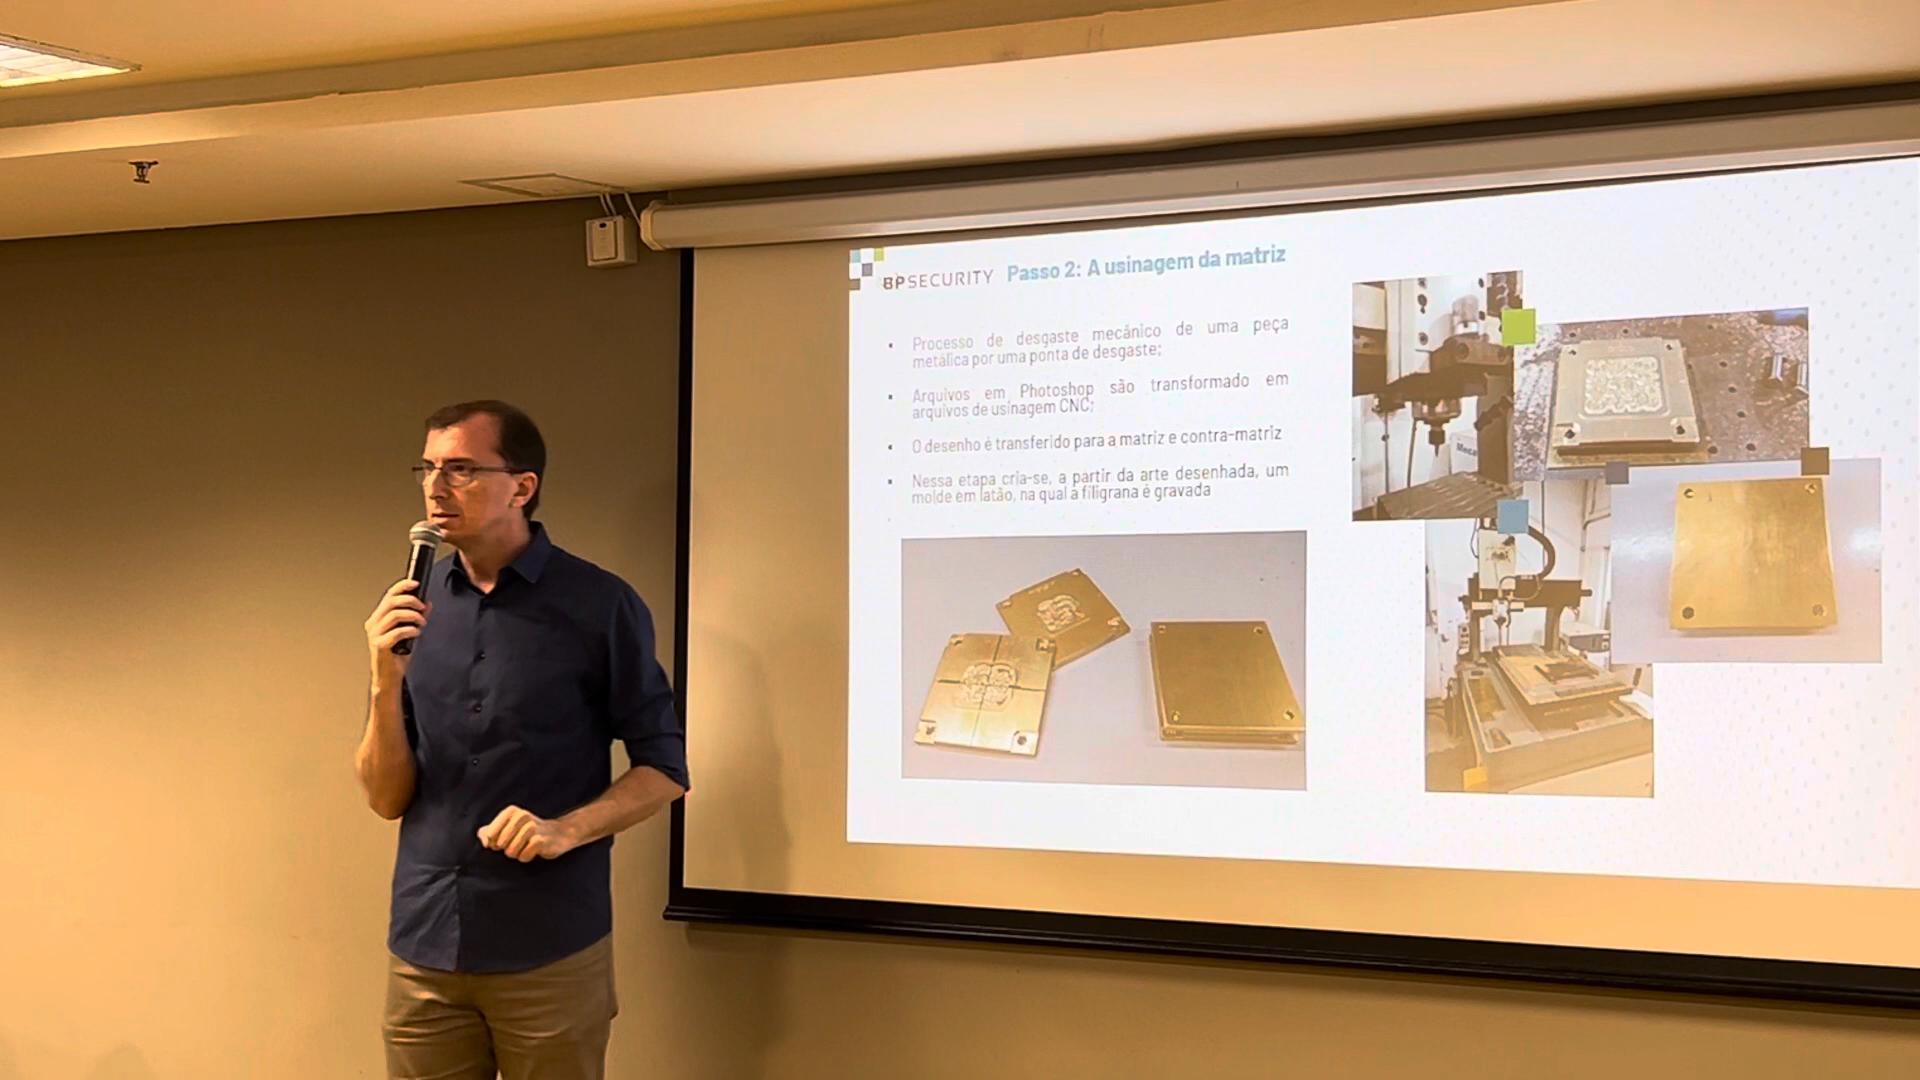 BPSECURITY Passo 2: A usinagem da matriz
▪ Processo de desgaste mecânico de uma peça
metálica por uma ponta de desgaste;
▪ Arquivos em Photoshop são transformado em
arquivos de usinagem CNC;
▪ O desenho é transferido para a matriz e contra-matriz
▪ Nessa etapa cria-se, a partir da arte desenhada, um
molde em latão, na qual a filigrana é gravada